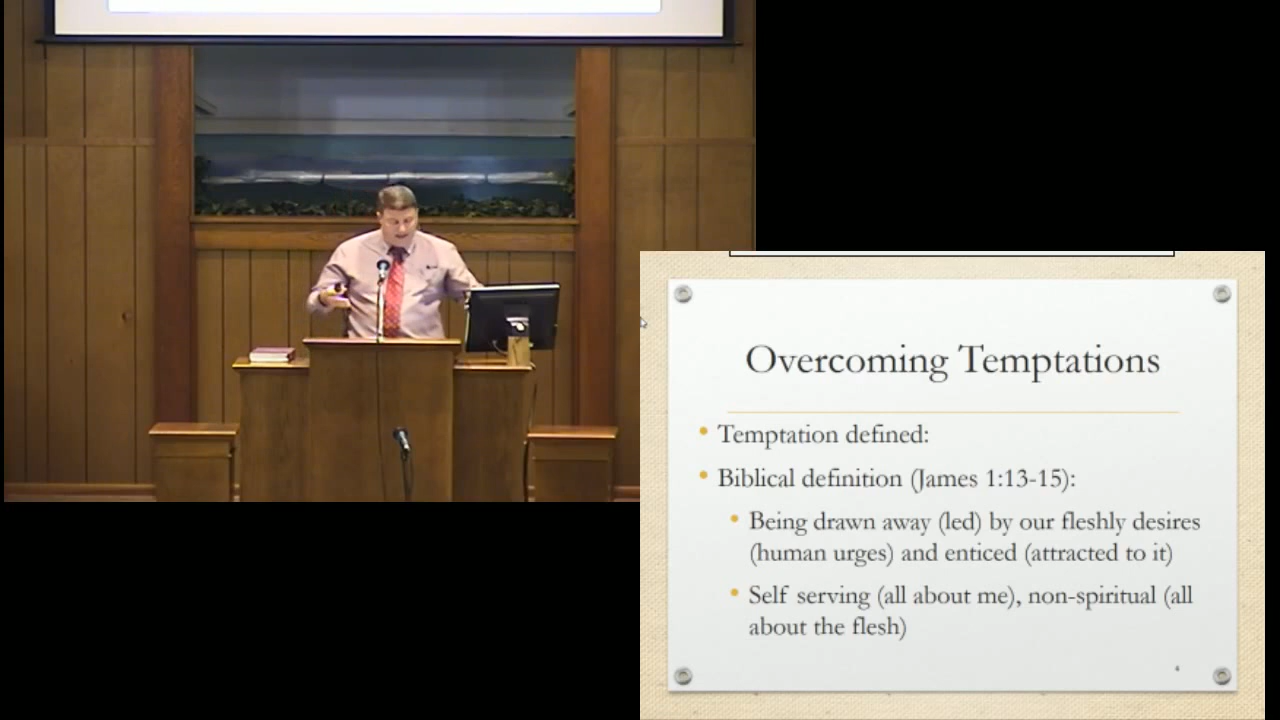 Overcoming Temptations
• Temptation defined:
• Biblical definition (James 1:13-15):
• Being drawn away (led) by our fleshly desires
(human urges) and enticed (attracted to it)
• Self serving (all about me), non-spiritual (all
about the flesh)